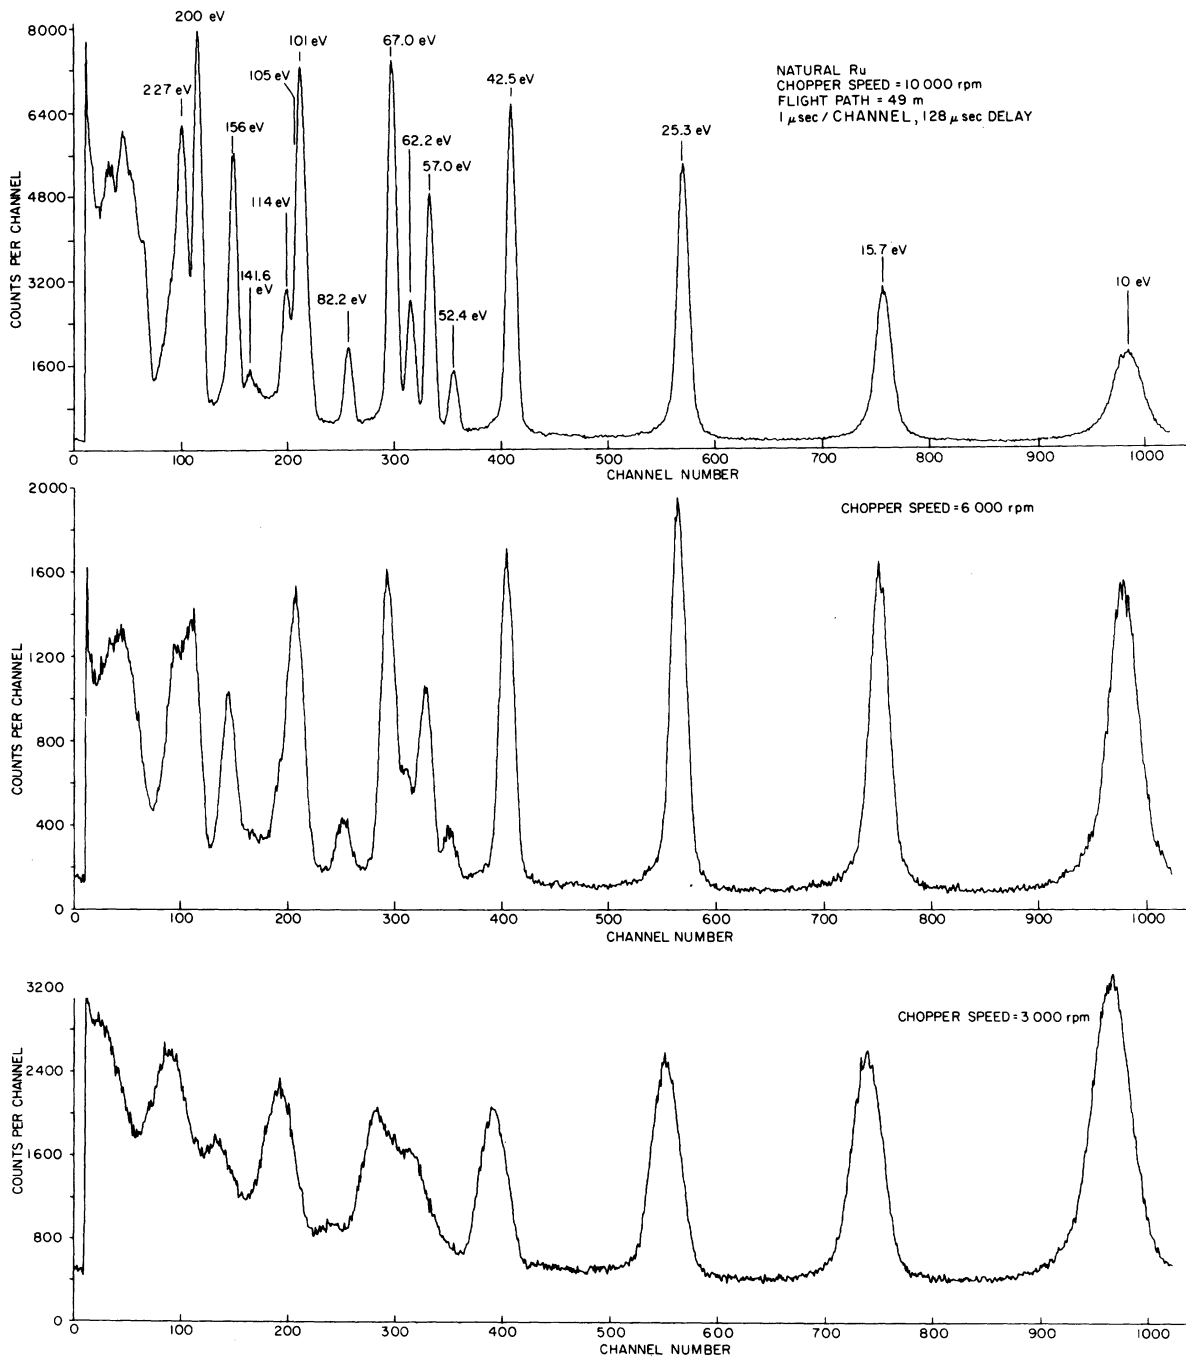 200 eV
8000
67.0 eV
101 eV
105 eV
42.5 eV
NATURAL Ru
CHOPPER SPEED = 10 000 rpm
FLIGHT PATH = 49 m
1 μsec / CHANNEL, 128 μsec DELAY
227 eV
6400
156 eV
25.3 eV
62.2 eV
57.0 eV
4800
114 eV
15.7 eV
141.6
eV
3200
82.2 eV
10 eV
52.4 eV
1600
COUNTS PER CHANNEL
0 100 200 300 400 500 600 700 800 900 1000
CHANNEL NUMBER
2000
CHOPPER SPEED = 6 000 rpm
1600
1200
800
400
0
COUNTS PER CHANNEL
0 100 200 300 400 500 600 700 800 900 1000
CHANNEL NUMBER
3200
CHOPPER SPEED = 3 000 rpm
2400
1600
800
0
COUNTS PER CHANNEL
0 100 200 300 400 500 600 700 800 900 1000
CHANNEL NUMBER